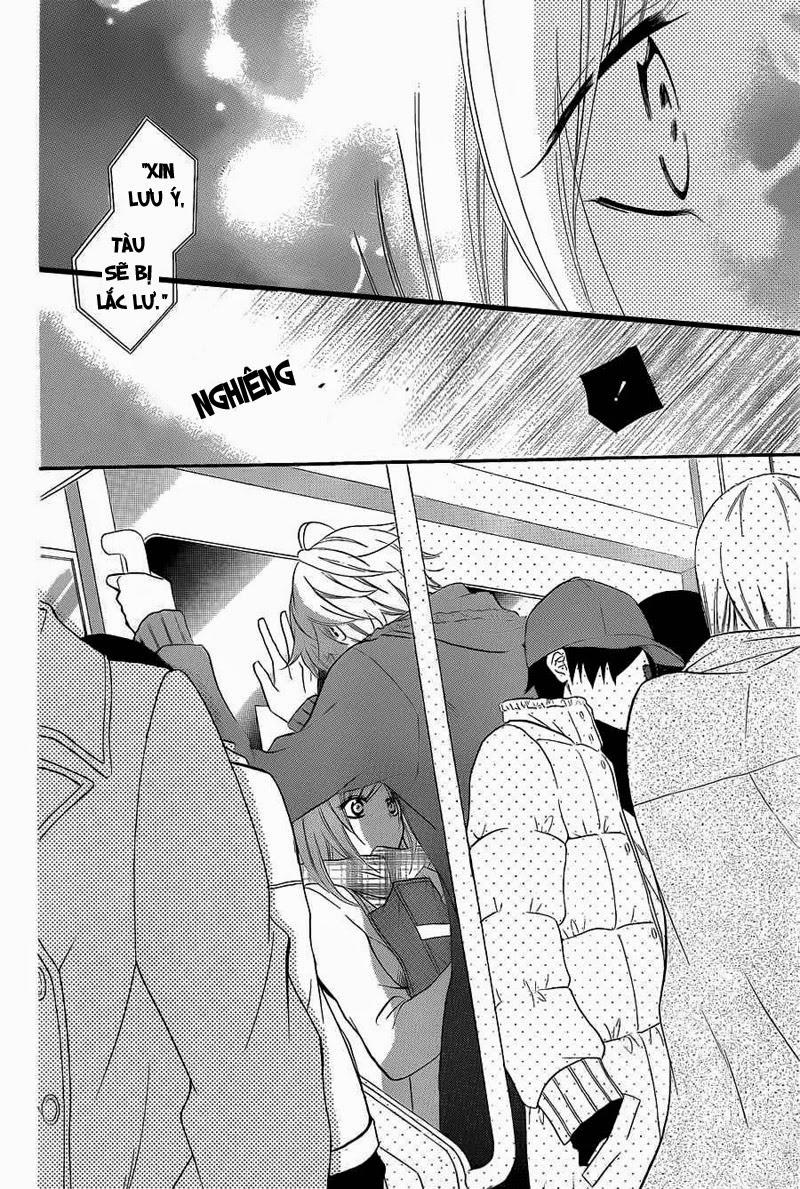 "XIN
LƯU Ý,
TÀU
SẼ BỊ
LẮC LƯ."
NGHIÊNG
!